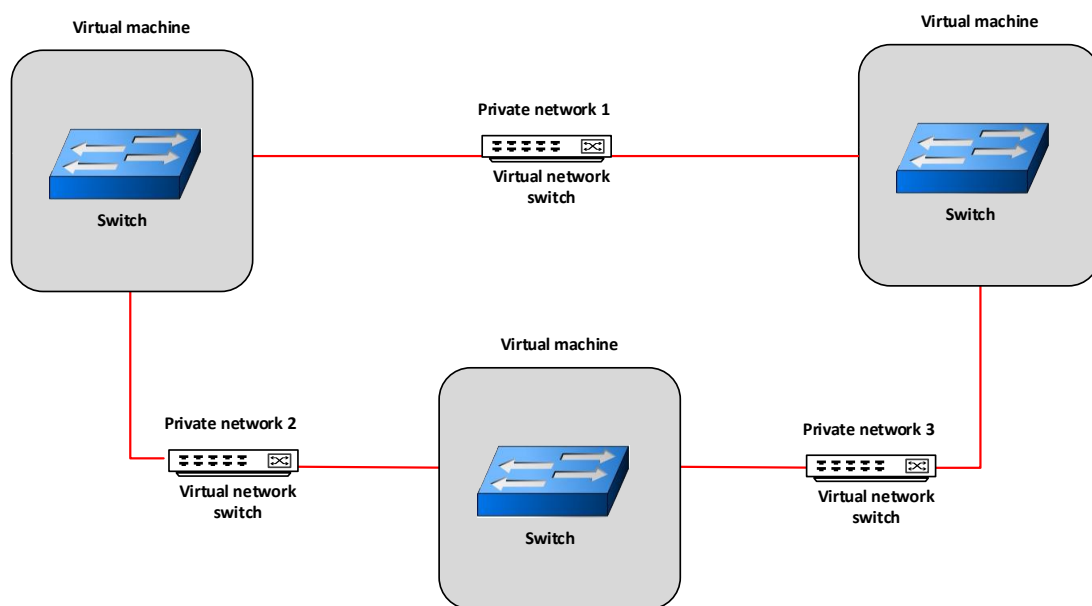 Virtual machine
Virtual machine
Private network 1
Virtual network
switch
Switch
Switch
Virtual machine
Private network 2
Private network 3
Virtual network
switch
Virtual network
switch
Switch